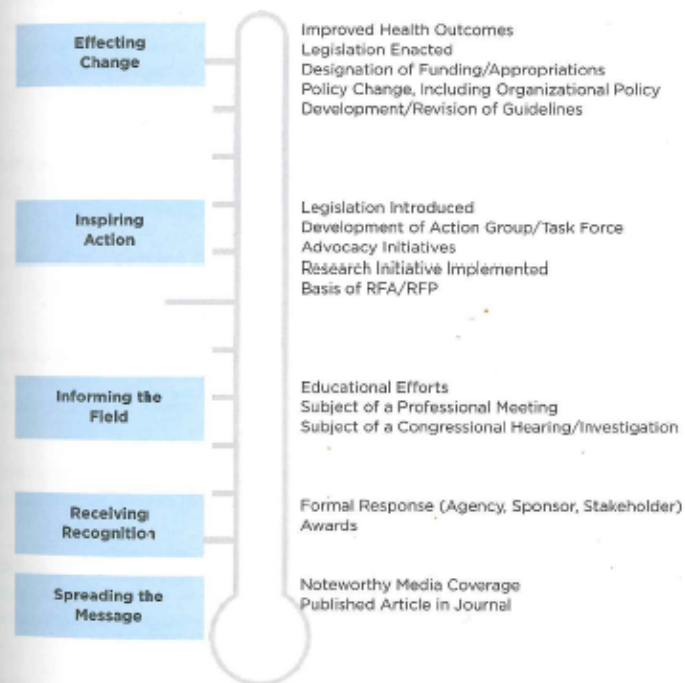 Effecting
Change
Improved Health Outcomes
Legislation Enacted
Designation of Funding/Appropriations
Policy Change, Including Organizational Policy
Development/Revision of Guidelines
Inspiring
Action
Legislation Introduced
Development of Action Group/Task Force
Advocacy Initiatives
Research Initiative Implemented
Basis of RFA/RFP
Informing the
Field
Educational Efforts
Subject of a Professional Meeting
Subject of a Congressional Hearing/Investigation
Receiving
Recognition
Formal Response (Agency, Sponsor, Stakeholder)
Awards
Spreading the
Message
Noteworthy Media Coverage
Published Article in Journal